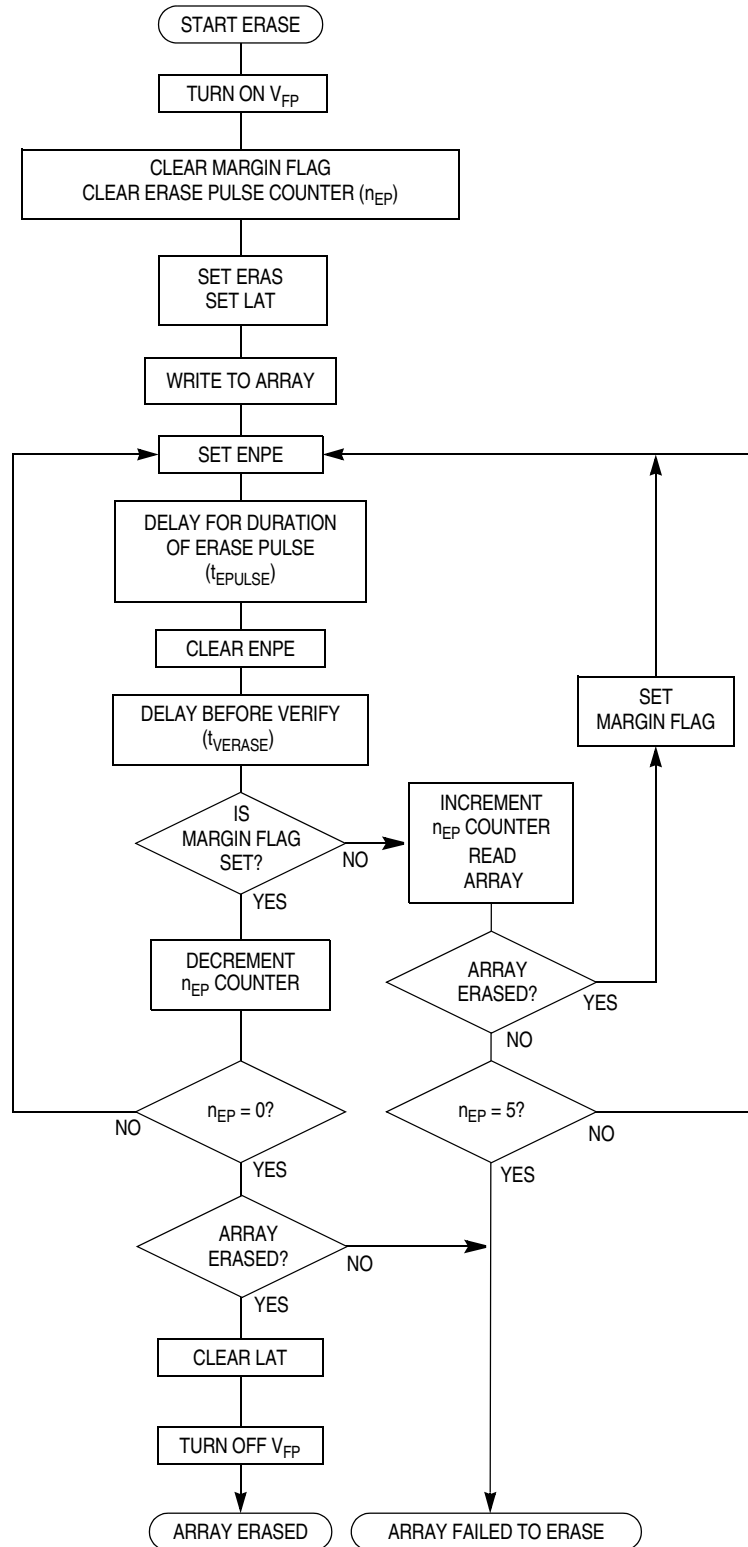 START ERASE
TURN ON VFP
CLEAR MARGIN FLAG
CLEAR ERASE PULSE COUNTER (nEP)
SET ERAS
SET LAT
WRITE TO ARRAY
SET ENPE
DELAY FOR DURATION
OF ERASE PULSE
(tEPULSE)
CLEAR ENPE
DELAY BEFORE VERIFY
(tVERASE)
SET
MARGIN FLAG
IS
MARGIN FLAG
SET?
NO
YES
INCREMENT
nEP COUNTER
READ
ARRAY
DECREMENT
nEP COUNTER
ARRAY
ERASED?
YES
NO
nEP = 0?
NO
YES
nEP = 5?
NO
YES
ARRAY
ERASED?
NO
YES
CLEAR LAT
TURN OFF VFP
ARRAY ERASED
ARRAY FAILED TO ERASE